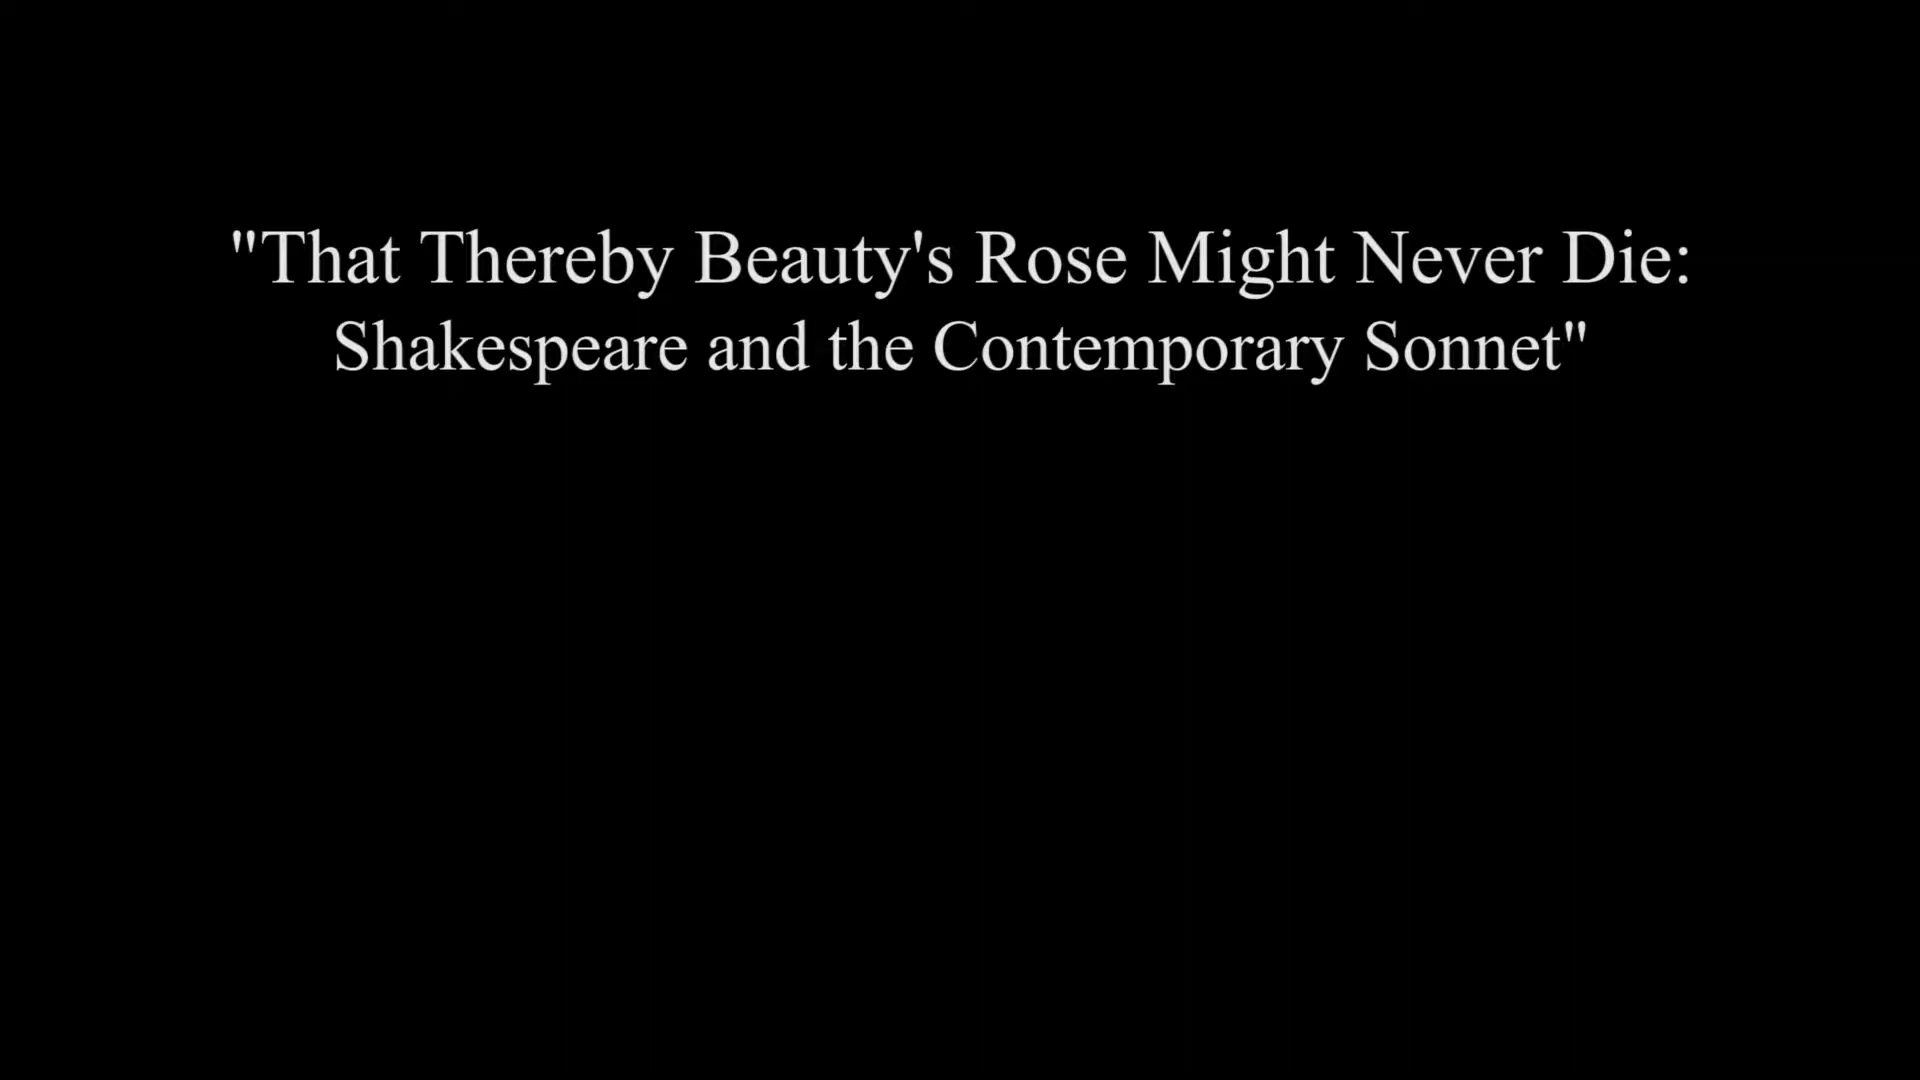 "That Thereby Beauty's Rose Might Never Die:
Shakespeare and the Contemporary Sonnet"